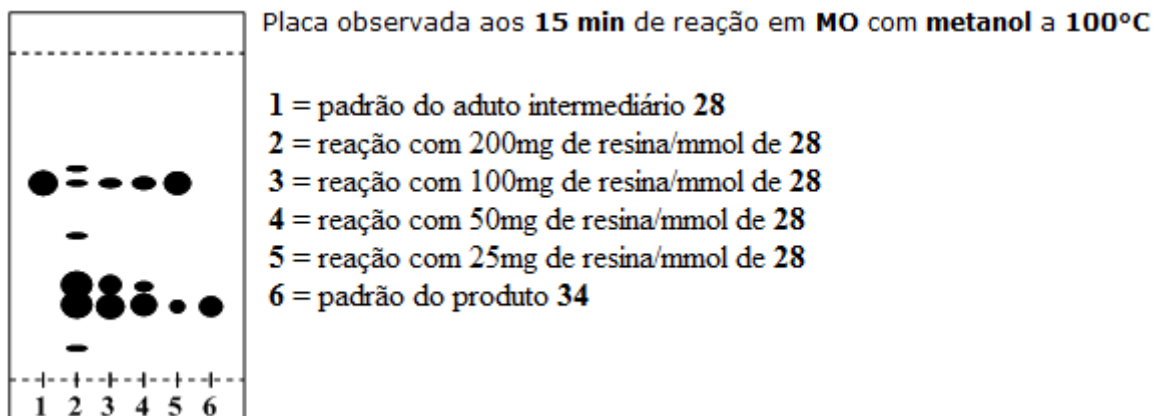 Placa observada aos 15 min de reação em MO com metanol a 100°C
1 = padrão do aduto intermediário 28
2 = reação com 200mg de resina/mmol de 28
3 = reação com 100mg de resina/mmol de 28
4 = reação com 50mg de resina/mmol de 28
5 = reação com 25mg de resina/mmol de 28
6 = padrão do produto 34
1 2 3 4 5 6